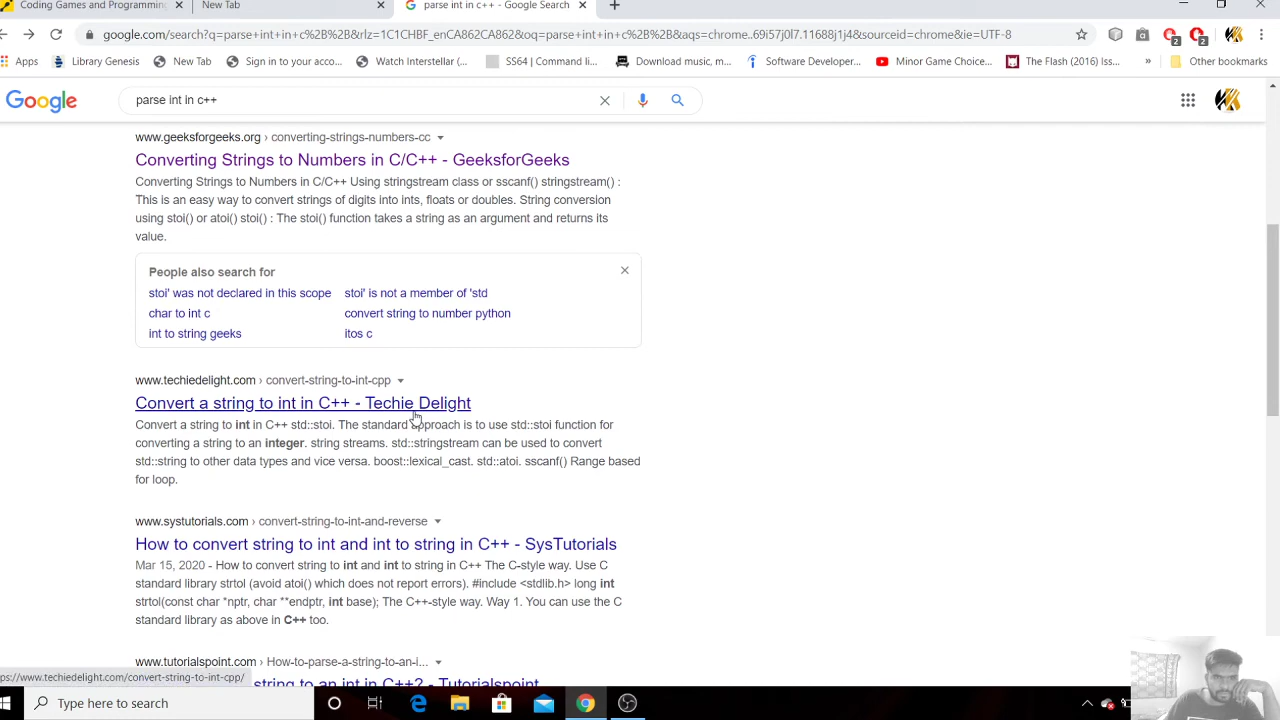 Coding Games and Programming
New Tab
parse int in c++ - Google Search
google.com/search?q=parse+int+in+c%2B%2B&rlz=1C1CHBF_enCA862CA862&oq=parse+int+in+c%2B%2B&aqs=chrome..69i57j0l7.11688j1j4&sourceid=chrome&ie=UTF-8
Apps
Library Genesis
New Tab
Sign in to your acco...
Watch Interstellar (...
SS64 | Command li...
Download music, m...
Software Developer...
Minor Game Choice...
The Flash (2016) Iss...
»
Other bookmarks
Google
parse int in c++
www.geeksforgeeks.org › converting-strings-numbers-cc
Converting Strings to Numbers in C/C++ - GeeksforGeeks
Converting Strings to Numbers in C/C++ Using stringstream class or sscanf() stringstream() :
This is an easy way to convert strings of digits into ints, floats or doubles. String conversion
using stoi() or atoi() stoi() : The stoi() function takes a string as an argument and returns its
value.
People also search for
stoi' was not declared in this scope
stoi' is not a member of 'std
char to int c
convert string to number python
int to string geeks
itos c
www.techiedelight.com › convert-string-to-int-cpp
Convert a string to int in C++ - Techie Delight
Convert a string to int in C++ std::stoi. The standard approach is to use std::stoi function for
converting a string to an integer. string streams. std::stringstream can be used to convert
std::string to other data types and vice versa. boost::lexical_cast. std::atoi. sscanf() Range based
for loop.
www.systutorials.com › convert-string-to-int-and-reverse
How to convert string to int and int to string in C++ - SysTutorials
Mar 15, 2020 - How to convert string to int and int to string in C++ The C-style way. Use C
standard library strtol (avoid atoi() which does not report errors). #include <stdlib.h> long int
strtol(const char *nptr, char **endptr, int base); The C++-style way. Way 1. You can use the C
standard library as above in C++ too.
www.tutorialspoint.com › How-to-parse-a-string-to-an-i...
string to an int in C++? - Tutorialspoint
ps://www.techiedelight.com/convert-string-to-int-cpp/
Type here to search